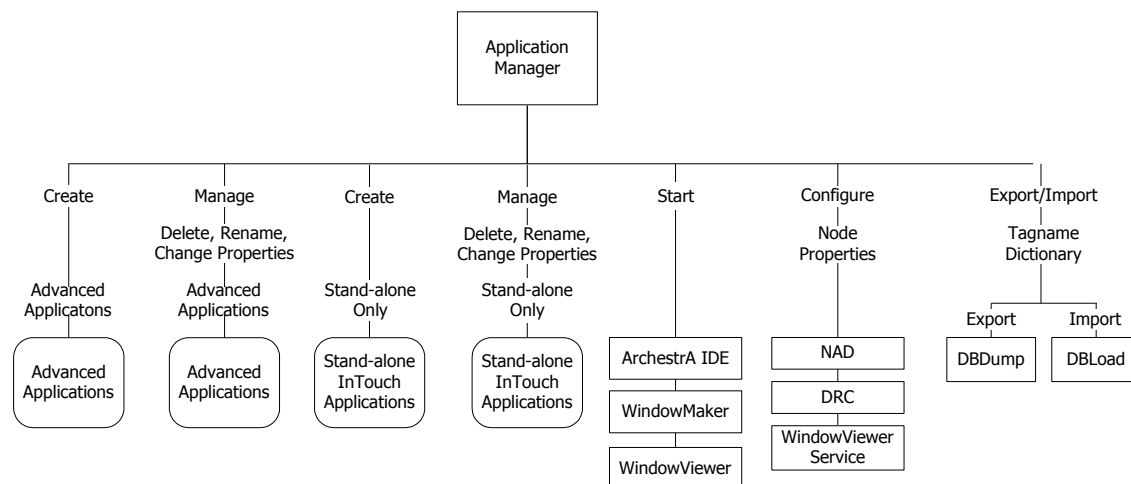 Application
Manager
Create
Manage
Create
Manage
Start
Configure
Export/Import
Delete, Rename,
Change Properties
Delete, Rename,
Change Properties
Node
Properties
Tagname
Dictionary
Advanced
Applicatons
Advanced
Applications
Stand-alone
Only
Stand-alone
Only
Export
Import
Advanced
Applications
Advanced
Applications
Stand-alone
InTouch
Applications
Stand-alone
InTouch
Applications
ArchestrA IDE
WindowMaker
WindowViewer
NAD
DRC
WindowViewer
Service
DBDump
DBLoad